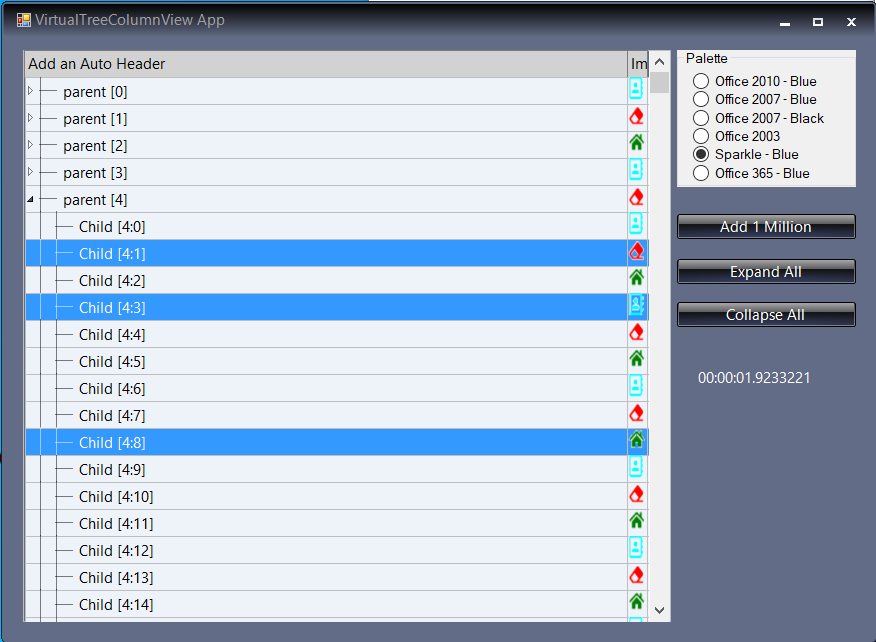 VirtualTreeColumnView App
Add an Auto Header
Im
parent [0]
parent [1]
parent [2]
parent [3]
parent [4]
Child [4:0]
Child [4:1]
Child [4:2]
Child [4:3]
Child [4:4]
Child [4:5]
Child [4:6]
Child [4:7]
Child [4:8]
Child [4:9]
Child [4:10]
Child [4:11]
Child [4:12]
Child [4:13]
Child [4:14]
Palette
Office 2010 - Blue
Office 2007 - Blue
Office 2007 - Black
Office 2003
Sparkle - Blue
Office 365 - Blue
Add 1 Million
Expand All
Collapse All
00:00:01.9233221